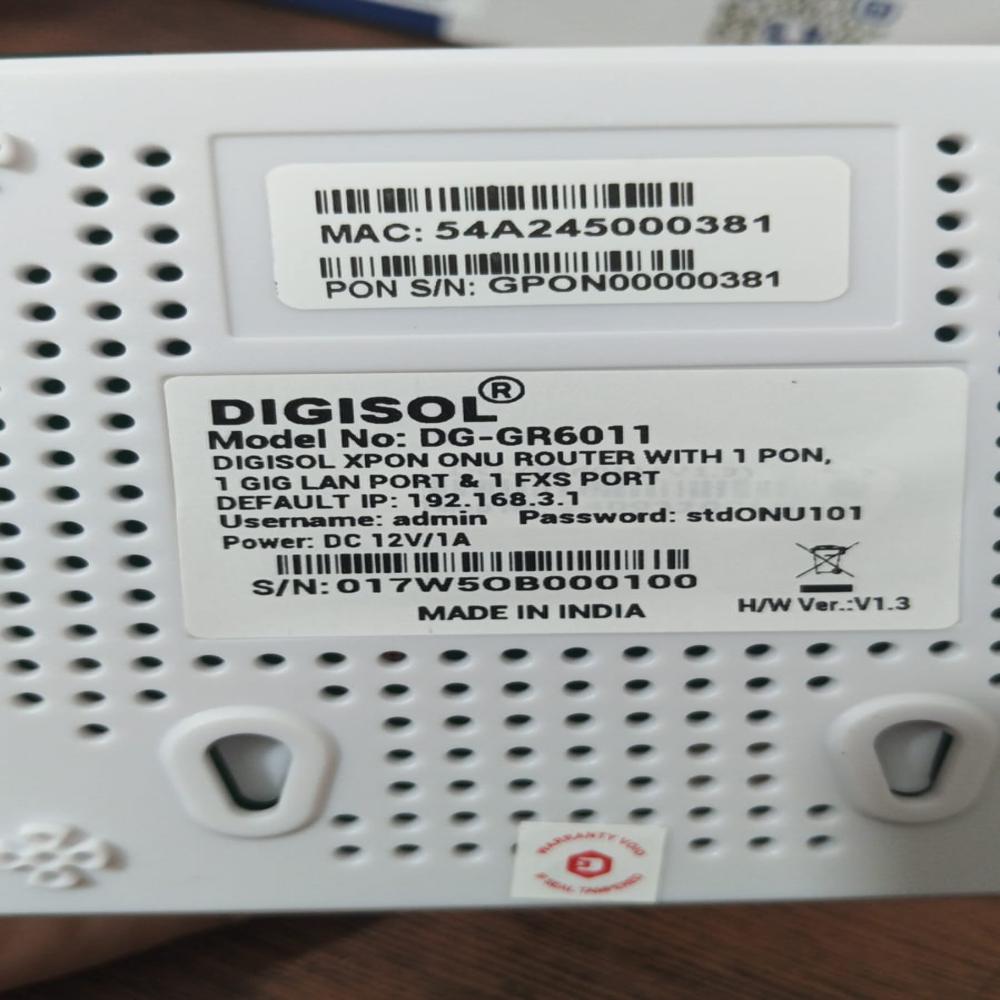 MAC: 54A245000381
PON S/N: GPON00000381
DIGISOL®
Model No: DG-GR6011
DIGISOL XPON ONU ROUTER WITH 1 PON,
1 GIG LAN PORT & 1 FXS PORT
DEFAULT IP: 192.168.3.1
Username: admin Password: stdONU101
Power: DC 12V/1A
S/N: 017W5OB000100
MADE IN INDIA
H/W Ver.:V1.3
WARRANTY VOID
IF SEAL TAMPERED